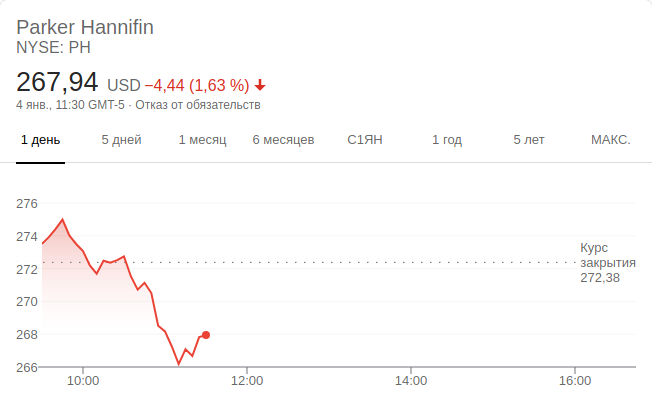 Parker Hannifin
NYSE: PH
267,94 USD −4,44 (1,63 %)
4 янв., 11:30 GMT-5 · Отказ от обязательств
1 день 5 дней 1 месяц 6 месяцев С1ЯН 1 год 5 лет МАКС.
276
274
Курс
закрытия
272,38
272
270
268
266
10:00 12:00 14:00 16:00